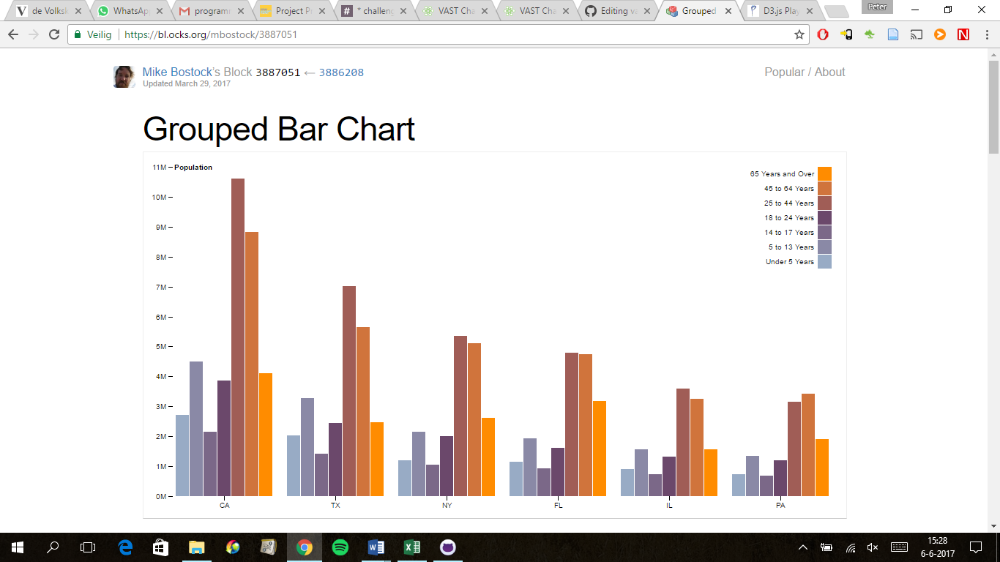 de Volksk
WhatsApp
programm
Project Pr
* challeng
VAST Cha
VAST Cha
Editing va
Grouped
D3.js Play
Peter
Veilig
https://bl.ocks.org/mbostock/3887051
Mike Bostock's Block 3887051 ← 3886208
Updated March 29, 2017
Popular / About
Grouped Bar Chart
11M
Population
10M
9M
8M
7M
6M
5M
4M
3M
2M
1M
0M
65 Years and Over
45 to 64 Years
25 to 44 Years
18 to 24 Years
14 to 17 Years
5 to 13 Years
Under 5 Years
CA
TX
NY
FL
IL
PA
15:28
6-6-2017